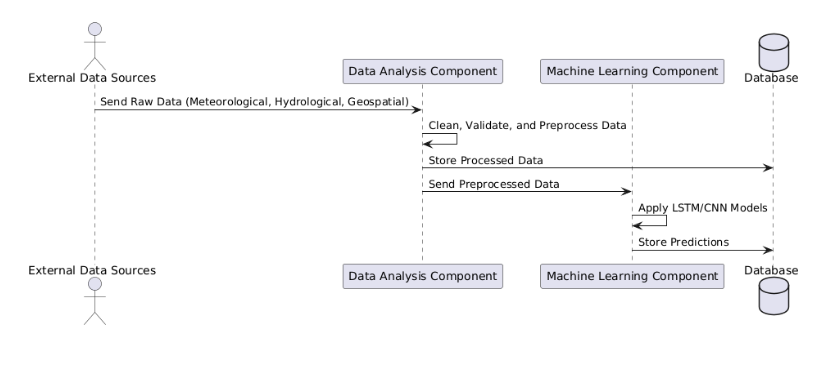 External Data Sources
Data Analysis Component
Machine Learning Component
Database
Send Raw Data (Meteorological, Hydrological, Geospatial)
Clean, Validate, and Preprocess Data
Store Processed Data
Send Preprocessed Data
Apply LSTM/CNN Models
Store Predictions
External Data Sources
Data Analysis Component
Machine Learning Component
Database